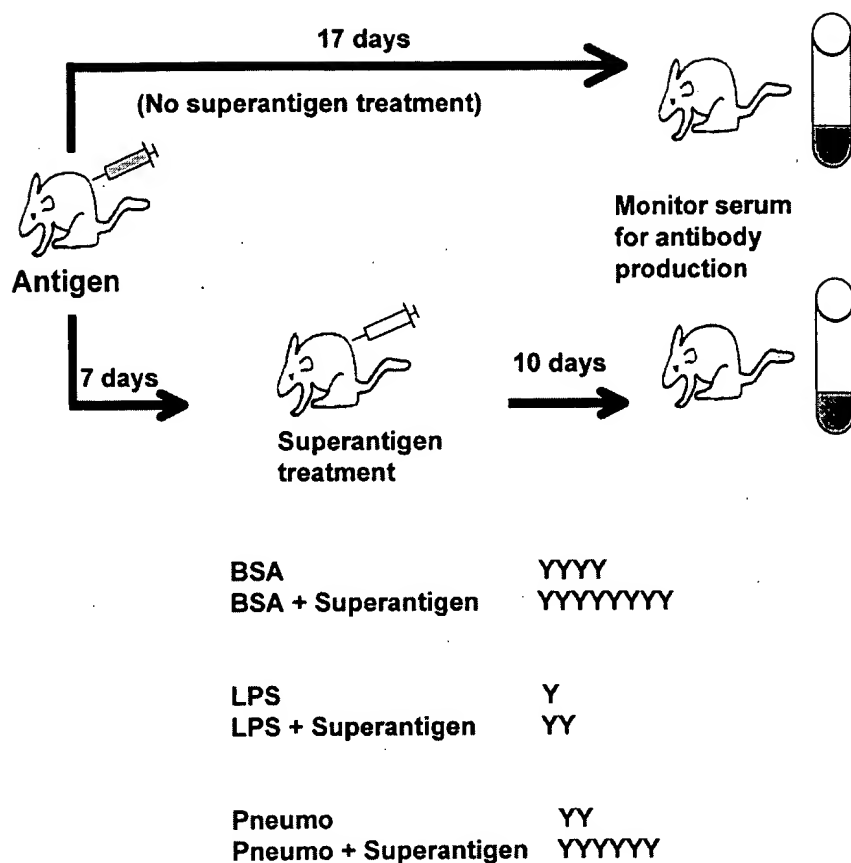 17 days
(No superantigen treatment)
Antigen
Monitor serum
for antibody
production
7 days
10 days
Superantigen
treatment
BSA YYYY
BSA + Superantigen YYYYYYYY
LPS Y
LPS + Superantigen YY
Pneumo YY
Pneumo + Superantigen YYYYYY